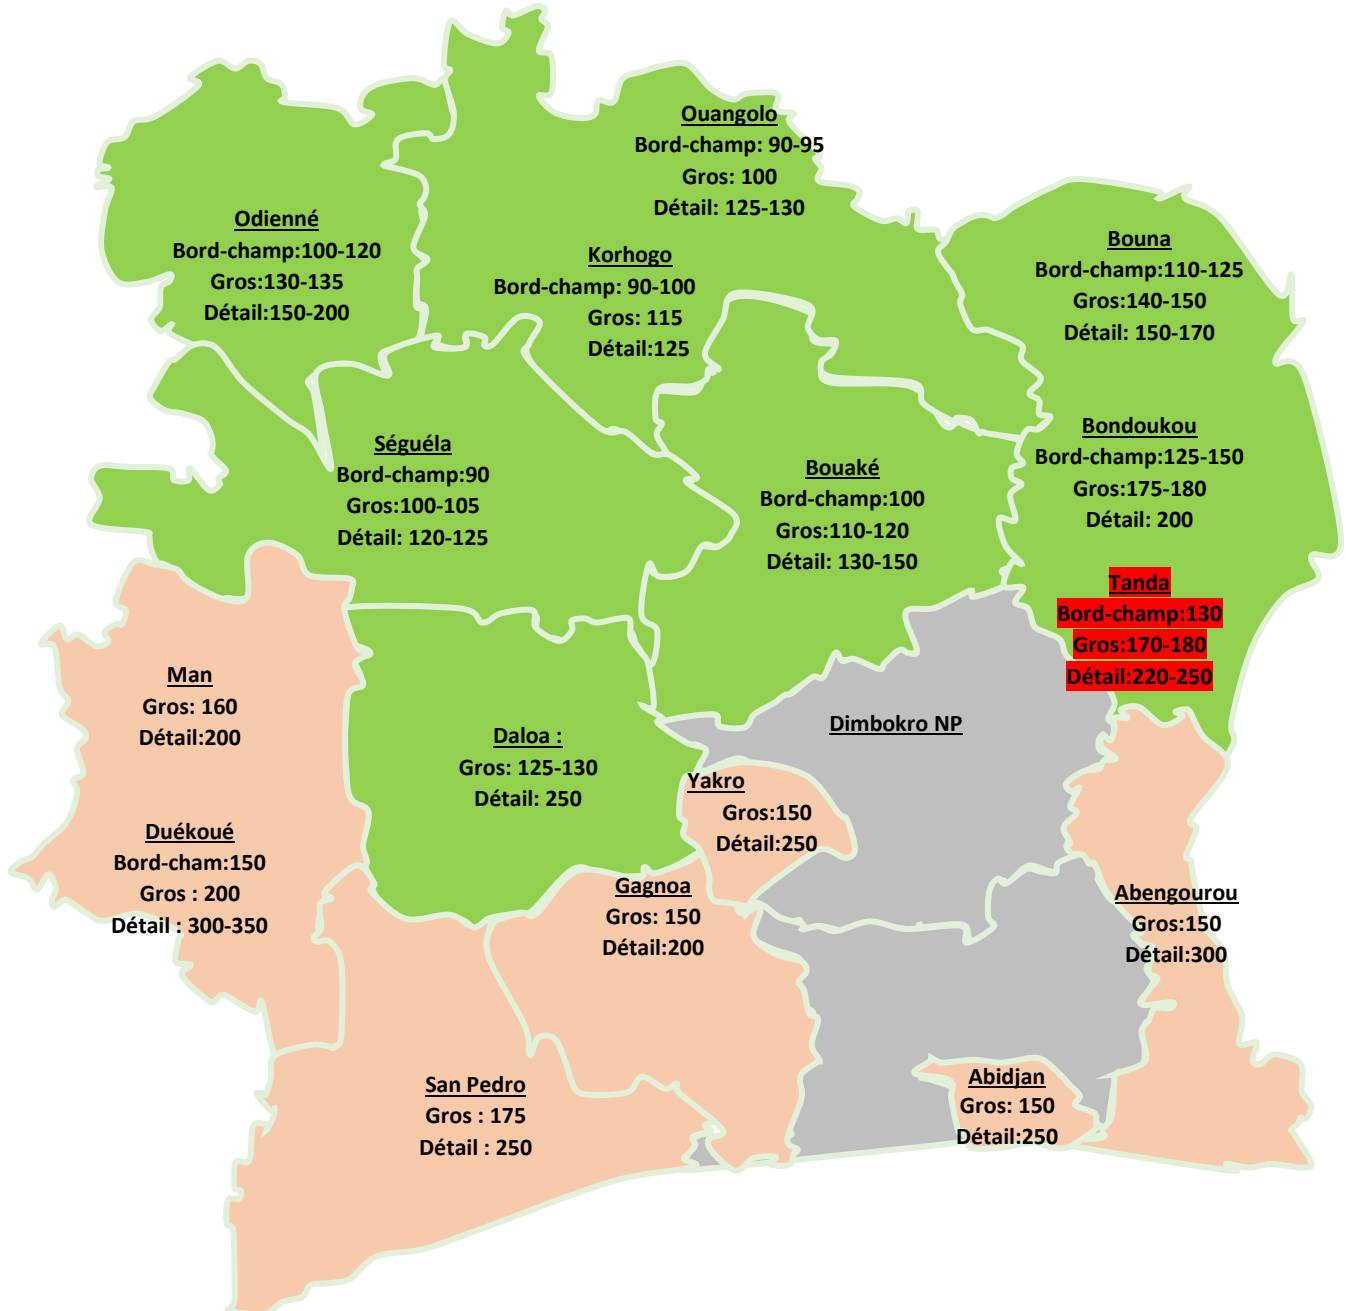 Ouangolo
Bord-champ: 90-95
Gros: 100
Détail: 125-130
Odienné
Bord-champ:100-120
Gros:130-135
Détail:150-200
Korhogo
Bord-champ: 90-100
Gros: 115
Détail:125
Bouna
Bord-champ:110-125
Gros:140-150
Détail: 150-170
Séguéla
Bord-champ:90
Gros:100-105
Détail: 120-125
Bouaké
Bord-champ:100
Gros:110-120
Détail: 130-150
Bondoukou
Bord-champ:125-150
Gros:175-180
Détail: 200
Tanda
Bord-champ:130
Gros:170-180
Détail:220-250
Man
Gros: 160
Détail:200
Daloa :
Gros: 125-130
Détail: 250
Dimbokro NP
Yakro
Gros:150
Détail:250
Duékoué
Bord-cham:150
Gros : 200
Détail : 300-350
Gagnoa
Gros: 150
Détail:200
Abengourou
Gros:150
Détail:300
San Pedro
Gros : 175
Détail : 250
Abidjan
Gros: 150
Détail:250